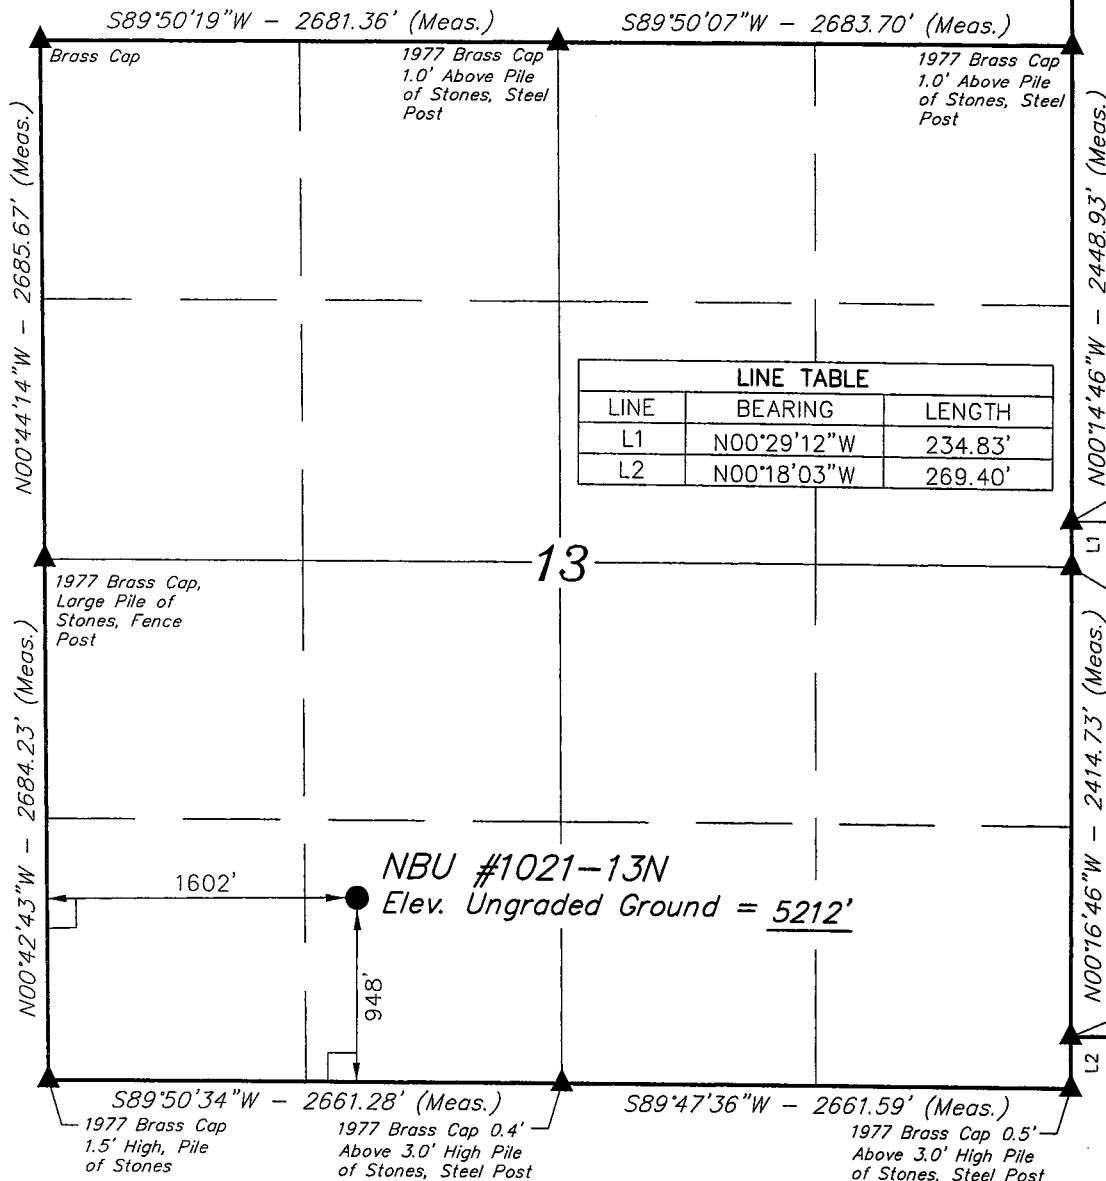 S89°50'19"W - 2681.36' (Meas.)
S89°50'07"W - 2683.70' (Meas.)
Brass Cap
1977 Brass Cap
1.0' Above Pile
of Stones, Steel
Post
1977 Brass Cap
1.0' Above Pile
of Stones, Steel
Post
N00°44'14"W - 2685.67' (Meas.)
N00°14'46"W - 2448.93' (Meas.)
LINE TABLE
LINE BEARING LENGTH
L1 N00°29'12"W 234.83'
L2 N00°18'03"W 269.40'
L1
13
1977 Brass Cap,
Large Pile of
Stones, Fence
Post
N00°42'43"W - 2684.23' (Meas.)
N00°16'46"W - 2414.73' (Meas.)
1602'
NBU #1021-13N
Elev. Ungraded Ground = 5212'
948'
L2
S89°50'34"W - 2661.28' (Meas.)
S89°47'36"W - 2661.59' (Meas.)
1977 Brass Cap
1.5' High, Pile
of Stones
1977 Brass Cap 0.4'
Above 3.0' High Pile
of Stones, Steel Post
1977 Brass Cap 0.5'
Above 3.0' High Pile
of Stones, Steel Post